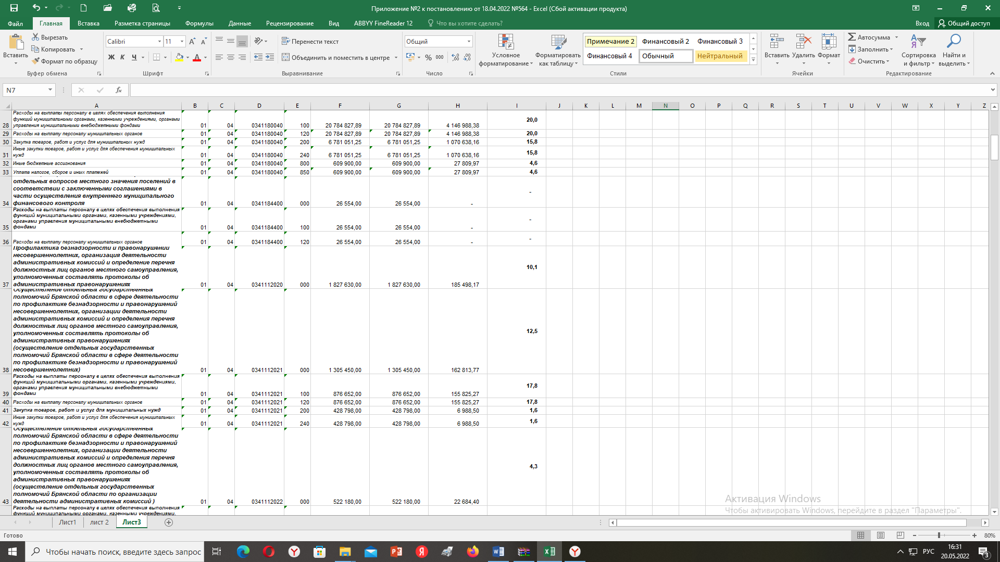 Приложение №2 к постановлению от 18.04.2022 №564 - Excel (Сбой активации продукта)
Файл Главная Вставка Разметка страницы Формулы Данные Рецензирование Вид ABBYY FineReader 12 Что вы хотите сделать? Вход Общий доступ
Вставить
Вырезать
Копировать
Формат по образцу
Буфер обмена
Calibri 11
Ж К Ч
Шрифт
Перенести текст
Объединить и поместить в центре
Выравнивание
Общий
% 000
Число
Условное форматирование
Форматировать как таблицу
Примечание 2 Финансовый 2 Финансовый 3
Финансовый 4 Обычный Нейтральный
Стили
Вставить Удалить Формат
Ячейки
Автосумма
Заполнить
Очистить
Сортировка и фильтр
Найти и выделить
Редактирование
N7 fx
A B C D E F G H I J K L M N O P Q R S T U V W X Y Z
Расходы на выплаты персоналу в целях обеспечения выполнения
функций муниципальными органами, казенными учреждениями, органами
28 управления муниципальными внебюджетными фондами 01 04 0341180040 100 20 784 827,89 20 784 827,89 4 146 988,38 20,0
29 Расходы на выплаты персоналу муниципальных органов 01 04 0341180040 120 20 784 827,89 20 784 827,89 4 146 988,38 20,0
30 Закупка товаров, работ и услуг для муниципальных нужд 01 04 0341180040 200 6 781 051,25 6 781 051,25 1 070 638,16 15,8
Иные закупки товаров, работ и услуг для обеспечения муниципальных
31 нужд 01 04 0341180040 240 6 781 051,25 6 781 051,25 1 070 638,16 15,8
32 Иные бюджетные ассигнования 01 04 0341180040 800 609 900,00 609 900,00 27 809,97 4,6
33 Уплата налогов, сборов и иных платежей 01 04 0341180040 850 609 900,00 609 900,00 27 809,97 4,6
отдельных вопросов местного значения поселений в
соответствии с заключенными соглашениями в
части осуществления внутреннего муниципального
34 финансового контроля 01 04 0341184400 000 26 554,00 26 554,00 - -
Расходы на выплаты персоналу в целях обеспечения выполнения
функций муниципальными органами, казенными учреждениями,
органами управления муниципальными внебюджетными
35 фондами 01 04 0341184400 100 26 554,00 26 554,00 - -
36 Расходы на выплату персоналу муниципальных органов 01 04 0341184400 120 26 554,00 26 554,00 - -
Профилактика безнадзорности и правонарушений
несовершеннолетних, организация деятельности
административных комиссий и определение перечня
должностных лиц органов местного самоуправления,
уполномоченных составлять протоколы об
37 административных правонарушениях 01 04 0341112020 000 1 827 630,00 1 827 630,00 185 498,17 10,1
Осуществление отдельных государственных
полномочий Брянской области в сфере деятельности
по профилактике безнадзорности и правонарушений
несовершеннолетних, организации деятельности
административных комиссий и определения перечня
должностных лиц органов местного самоуправления,
уполномоченных составлять протоколы об
административных правонарушениях
(осуществление отдельных государственных
полномочий Брянской области в сфере деятельности
по профилактике безнадзорности и правонарушений
38 несовершеннолетних) 01 04 0341112021 000 1 305 450,00 1 305 450,00 162 813,77 12,5
Расходы на выплаты персоналу в целях обеспечения выполнения
функций муниципальными органами, казенными учреждениями,
органами управления муниципальными внебюджетными
39 фондами 01 04 0341112021 100 876 652,00 876 652,00 155 825,27 17,8
40 Расходы на выплату персоналу муниципальных органов 01 04 0341112021 120 876 652,00 876 652,00 155 825,27 17,8
41 Закупка товаров, работ и услуг для муниципальных нужд 01 04 0341112021 200 428 798,00 428 798,00 6 988,50 1,6
Иные закупки товаров, работ и услуг для обеспечения муниципальных
42 нужд 01 04 0341112021 240 428 798,00 428 798,00 6 988,50 1,6
Осуществление отдельных государственных
полномочий Брянской области в сфере деятельности
по профилактике безнадзорности и правонарушений
несовершеннолетних, организации деятельности
административных комиссий и определения перечня
должностных лиц органов местного самоуправления,
уполномоченных составлять протоколы об
административных правонарушениях
(осуществление отдельных государственных
полномочий Брянской области по организации
43 деятельности административных комиссий ) 01 04 0341112022 000 522 180,00 522 180,00 22 684,40 4,3
Расходы на выплаты персоналу в целях обеспечения выполнения
функций муниципальными органами, казенными учреждениями,
Активация Windows
Чтобы активировать Windows, перейдите в раздел "Параметры".
Лист1 лист 2 Лист3
Готово 80%
Чтобы начать поиск, введите здесь запрос
РУС 16:31
20.05.2022 3